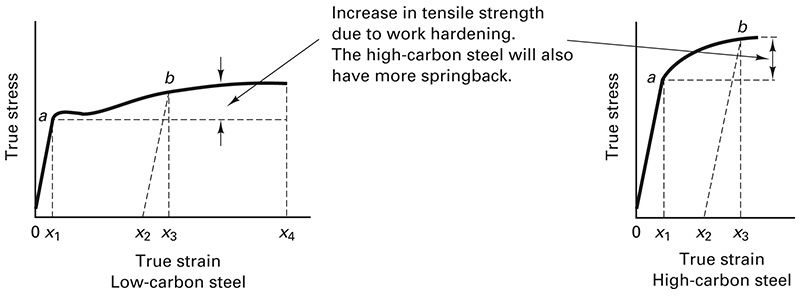 Increase in tensile strength
due to work hardening.
The high-carbon steel will also
have more springback.
True stress
a
b
0 x1 x2 x3 x4
True strain
Low-carbon steel
True stress
a
b
0 x1 x2 x3
True strain
High-carbon steel